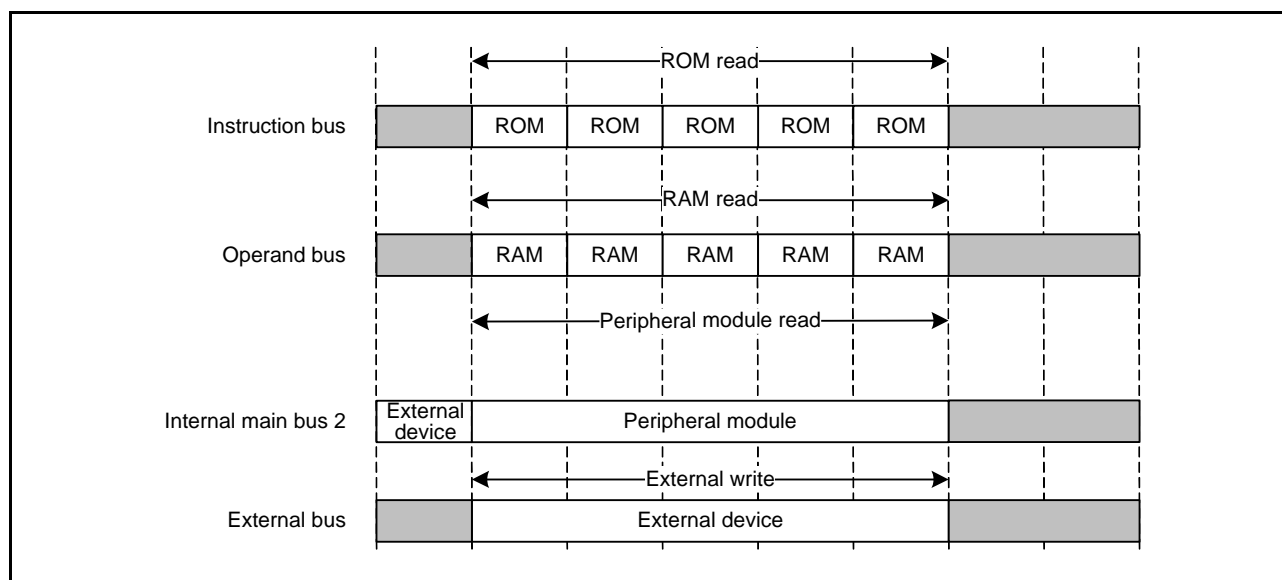 ROM read
Instruction bus ROM ROM ROM ROM ROM
RAM read
Operand bus RAM RAM RAM RAM RAM
Peripheral module read
Internal main bus 2 External device Peripheral module
External write
External bus External device